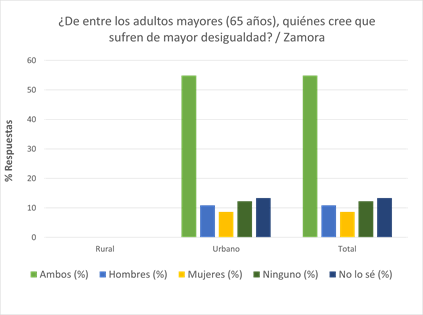 ¿De entre los adultos mayores (65 años), quiénes cree que
sufren de mayor desigualdad? / Zamora
% Respuestas
60
50
40
30
20
10
0
Rural Urbano Total
Ambos (%) Hombres (%) Mujeres (%) Ninguno (%) No lo sé (%)